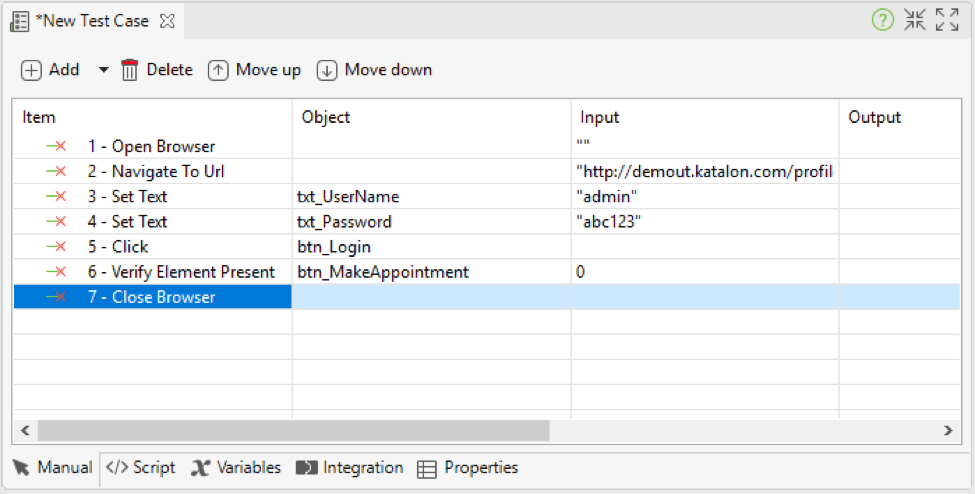 *New Test Case
Add Delete Move up Move down
Item Object Input Output
1 - Open Browser ""
2 - Navigate To Url "http://demout.katalon.com/profil
3 - Set Text txt_UserName "admin"
4 - Set Text txt_Password "abc123"
5 - Click btn_Login
6 - Verify Element Present btn_MakeAppointment 0
7 - Close Browser
Manual </> Script Variables Integration Properties